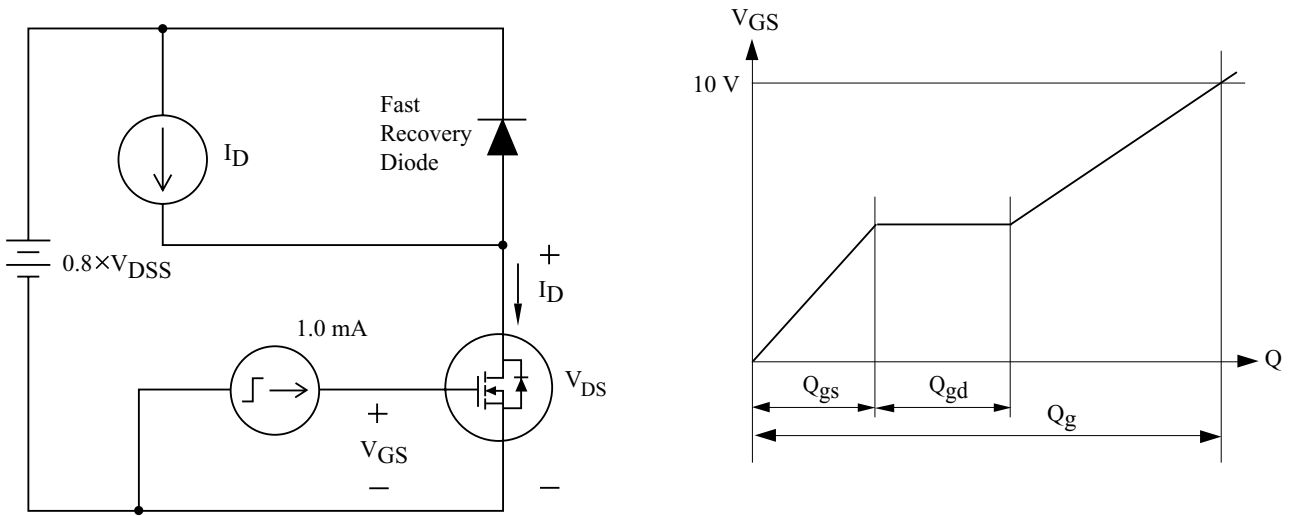 I_D
Fast
Recovery
Diode
0.8×V_DSS
+
I_D
1.0 mA
V_DS
+
V_GS
−
−
V_GS
10 V
Q
Q_gs
Q_gd
Q_g